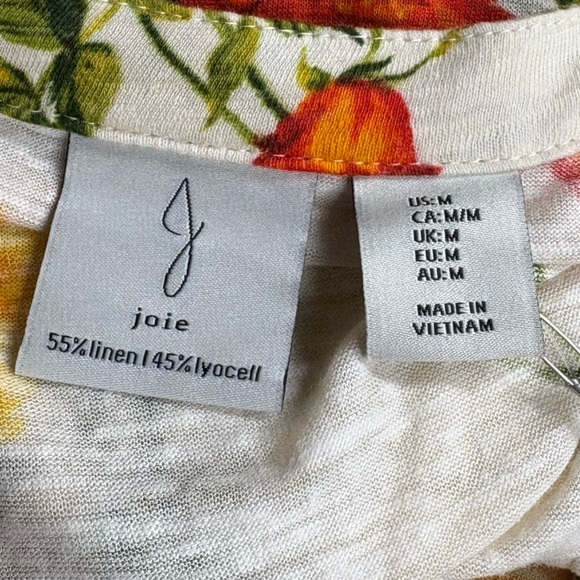 joie
55%linen | 45%lyocell
US:M
CA:M/M
UK:M
EU:M
AU:M
MADE IN
VIETNAM